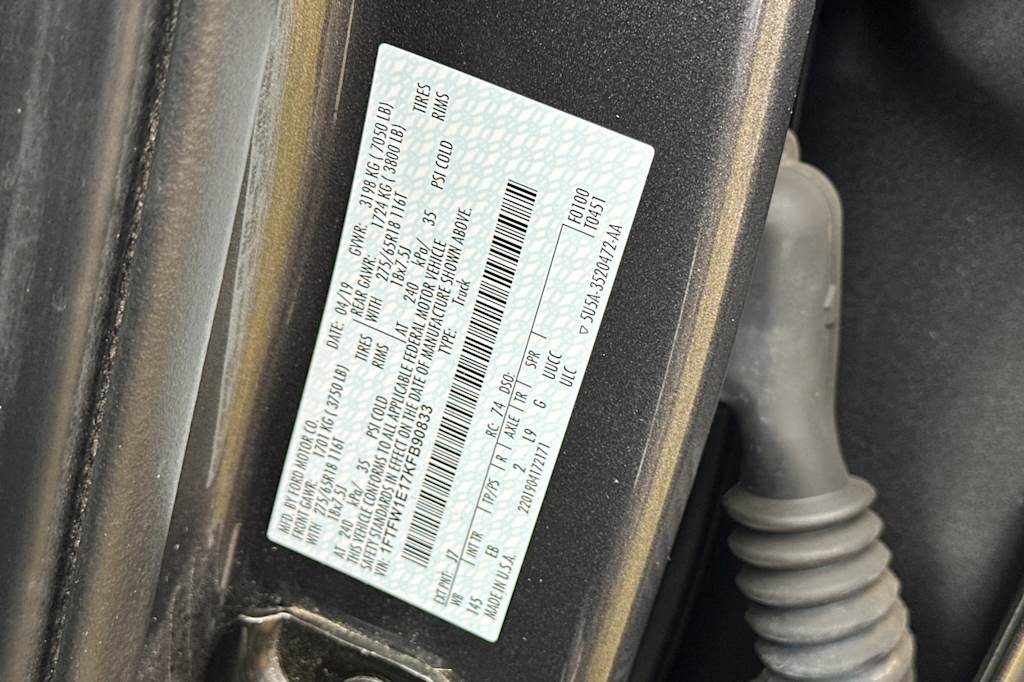 MFD. BY FORD MOTOR CO.
DATE: 04/19 GVWR: 3198 KG ( 7050 LB)
FRONT GAWR: 1701 KG ( 3750 LB) REAR GAWR: 1724 KG ( 3800 LB)
WITH 275/65R18 116T TIRES WITH 275/65R18 116T TIRES
18x7.5J RIMS 18x7.5J RIMS
AT 240 kPa/ 35 PSI COLD AT 240 kPa/ 35 PSI COLD
THIS VEHICLE CONFORMS TO ALL APPLICABLE FEDERAL MOTOR VEHICLE
SAFETY STANDARDS IN EFFECT ON THE DATE OF MANUFACTURE SHOWN ABOVE.
VIN: 1FTFW1E17KFB90833 TYPE: Truck
EXT PNT: J7 RC: 74 DSO: F0100
WB INT TR TP/PS R AXLE TR SPR T0451
145 EB 2 L9 G UUCC
MADE IN U.S.A. 2201904172171 ULC ▽ 5U5A-3S20472-AA